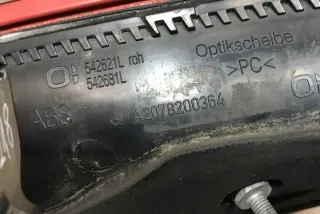 542621L roh
542681L
Optikscheibe
>PC<
ABS
A2078200364